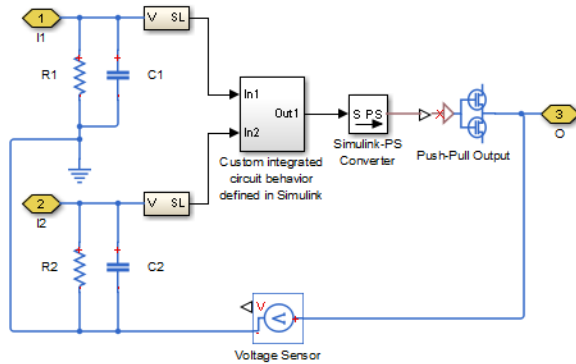 1
I1
V SL
R1
C1
In1
In2
Out1
Custom integrated
circuit behavior
defined in Simulink
S PS
Simulink-PS
Converter
Push-Pull Output
3
O
2
I2
V SL
R2
C2
V
V
Voltage Sensor